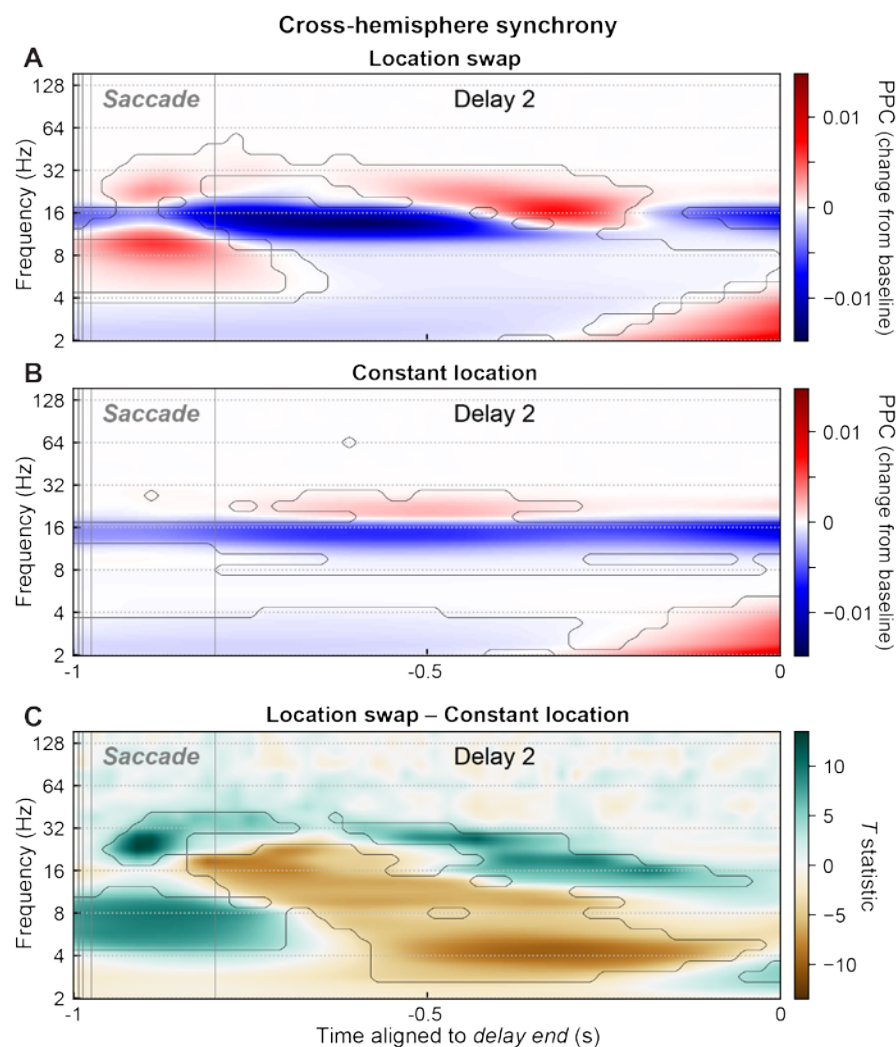 Cross-hemisphere synchrony
A
Location swap
Saccade
Delay 2
128
64
32
16
8
4
2
Frequency (Hz)
0.01
0
−0.01
PPC (change from baseline)
B
Constant location
Saccade
Delay 2
128
64
32
16
8
4
2
Frequency (Hz)
-1
-0.5
0
0.01
0
−0.01
PPC (change from baseline)
C
Location swap – Constant location
Saccade
Delay 2
128
64
32
16
8
4
2
Frequency (Hz)
-1
-0.5
0
Time aligned to delay end (s)
10
5
0
−5
−10
T statistic